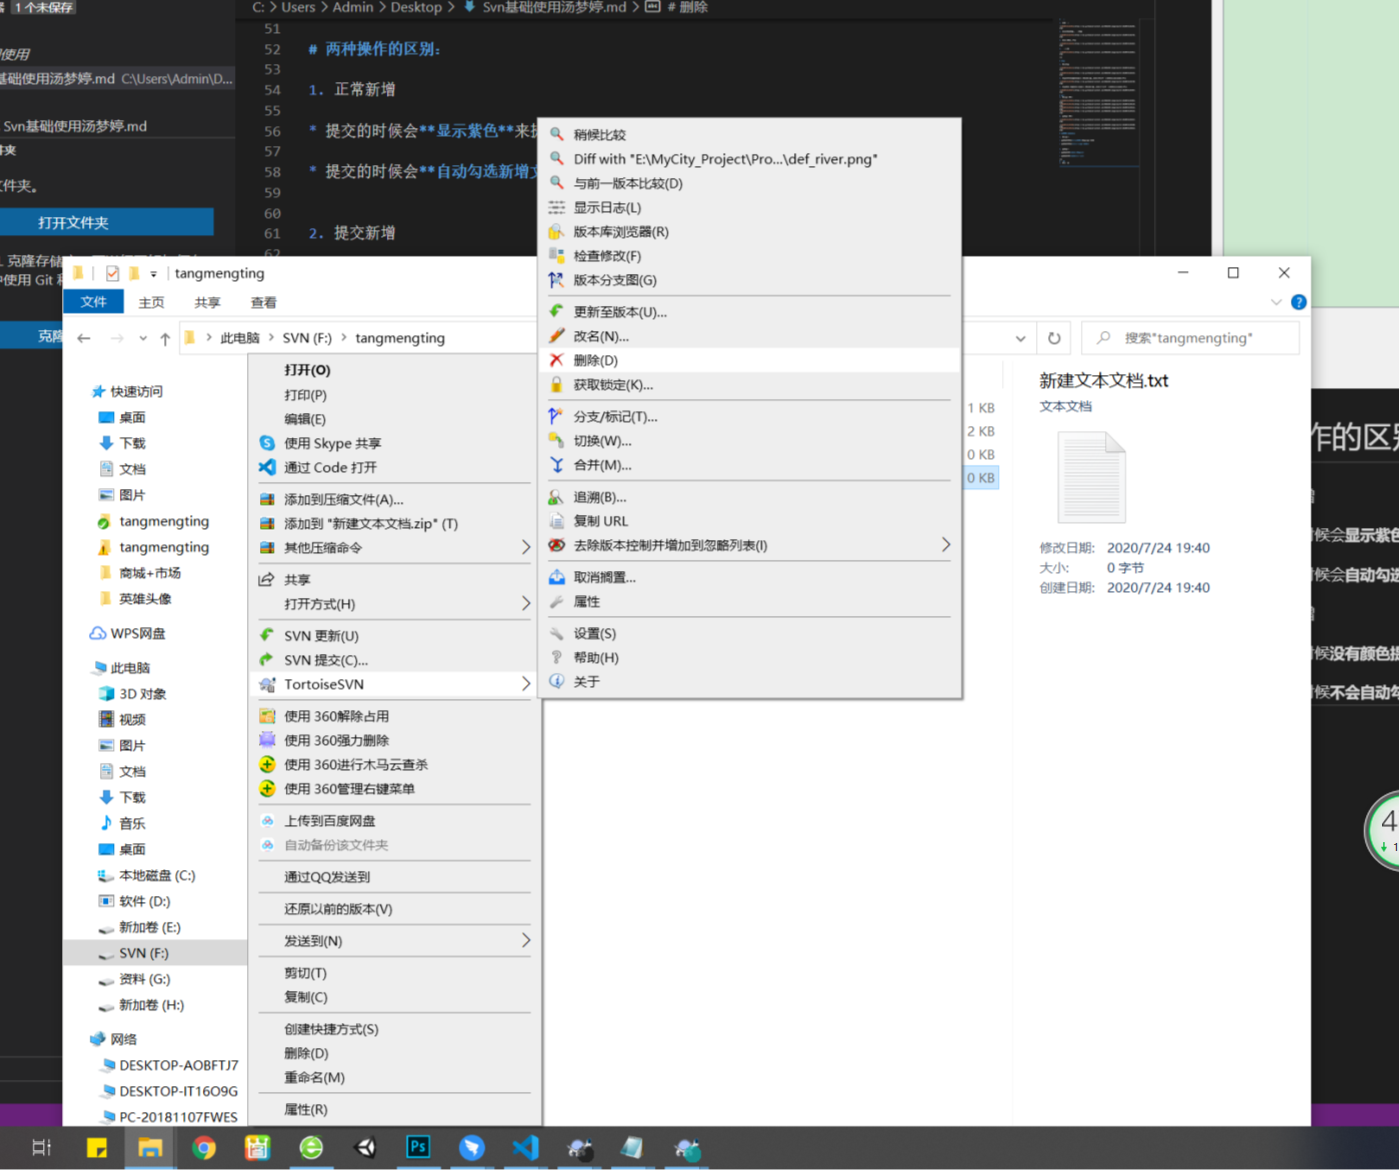 1 个未保存
C: > Users > Admin > Desktop > Svn基础使用汤梦婷.md > # 删除
使用
基础使用汤梦婷.md C:\Users\Admin\D...
Svn基础使用汤梦婷.md
件夹。
打开文件夹
51
52 # 两种操作的区别:
53
54 1. 正常新增
55
56 * 提交的时候会**显示紫色**来
57
58 * 提交的时候会**自动勾选新增
59
60
61 2. 提交新增
62
. 克隆存储
中使用 Git
克隆
tangmengting
文件 主页 共享 查看
此电脑 > SVN (F:) > tangmengting
搜索"tangmengting"
快速访问
桌面
下载
文档
图片
tangmengting
tangmengting
商城+市场
英雄头像
WPS网盘
此电脑
3D 对象
视频
图片
文档
下载
音乐
桌面
本地磁盘 (C:)
软件 (D:)
新加卷 (E:)
SVN (F:)
资料 (G:)
新加卷 (H:)
网络
DESKTOP-AOBFTJ7
DESKTOP-IT16O9G
PC-20181107FWES
打开(O)
打印(P)
编辑(E)
使用 Skype 共享
通过 Code 打开
添加到压缩文件(A)...
添加到 "新建文本文档.zip" (T)
其他压缩命令
共享
打开方式(H)
SVN 更新(U)
SVN 提交(C)...
TortoiseSVN
使用 360解除占用
使用 360强力删除
使用 360进行木马云查杀
使用 360管理右键菜单
上传到百度网盘
自动备份该文件夹
通过QQ发送到
还原以前的版本(V)
发送到(N)
剪切(T)
复制(C)
创建快捷方式(S)
删除(D)
重命名(M)
属性(R)
稍候比较
Diff with "E:\MyCity_Project\Pro...\def_river.png"
与前一版本比较(D)
显示日志(L)
版本库浏览器(R)
检查修改(F)
版本分支图(G)
更新至版本(U)...
改名(N)...
删除(D)
获取锁定(K)...
分支/标记(T)...
切换(W)...
合并(M)...
追溯(B)...
复制 URL
去除版本控制并增加到忽略列表(I)
取消搁置...
属性
设置(S)
帮助(H)
关于
1 KB
2 KB
0 KB
0 KB
新建文本文档.txt
文本文档
修改日期: 2020/7/24 19:40
大小: 0 字节
创建日期: 2020/7/24 19:40
作的区
候会显示紫色
候会自动勾选
候没有颜色
候不会自动勾
4
Ps